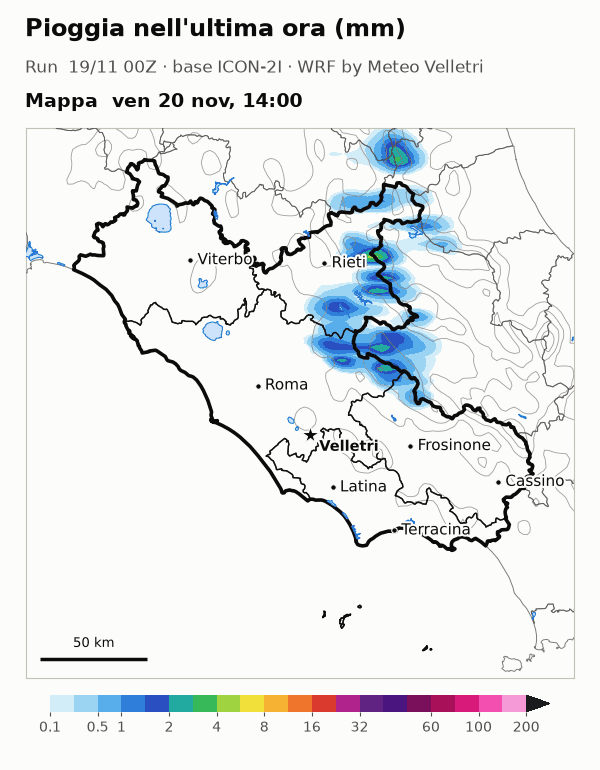 Pioggia nell'ultima ora (mm)
Run  19/11 00Z · base ICON-2I · WRF by Meteo Velletri
Mappa  ven 20 nov, 14:00
Viterbo
Rieti
Roma
Velletri
Frosinone
Latina
Cassino
Terracina
50 km
0.1 0.5 1 2 4 8 16 32 60 100 200